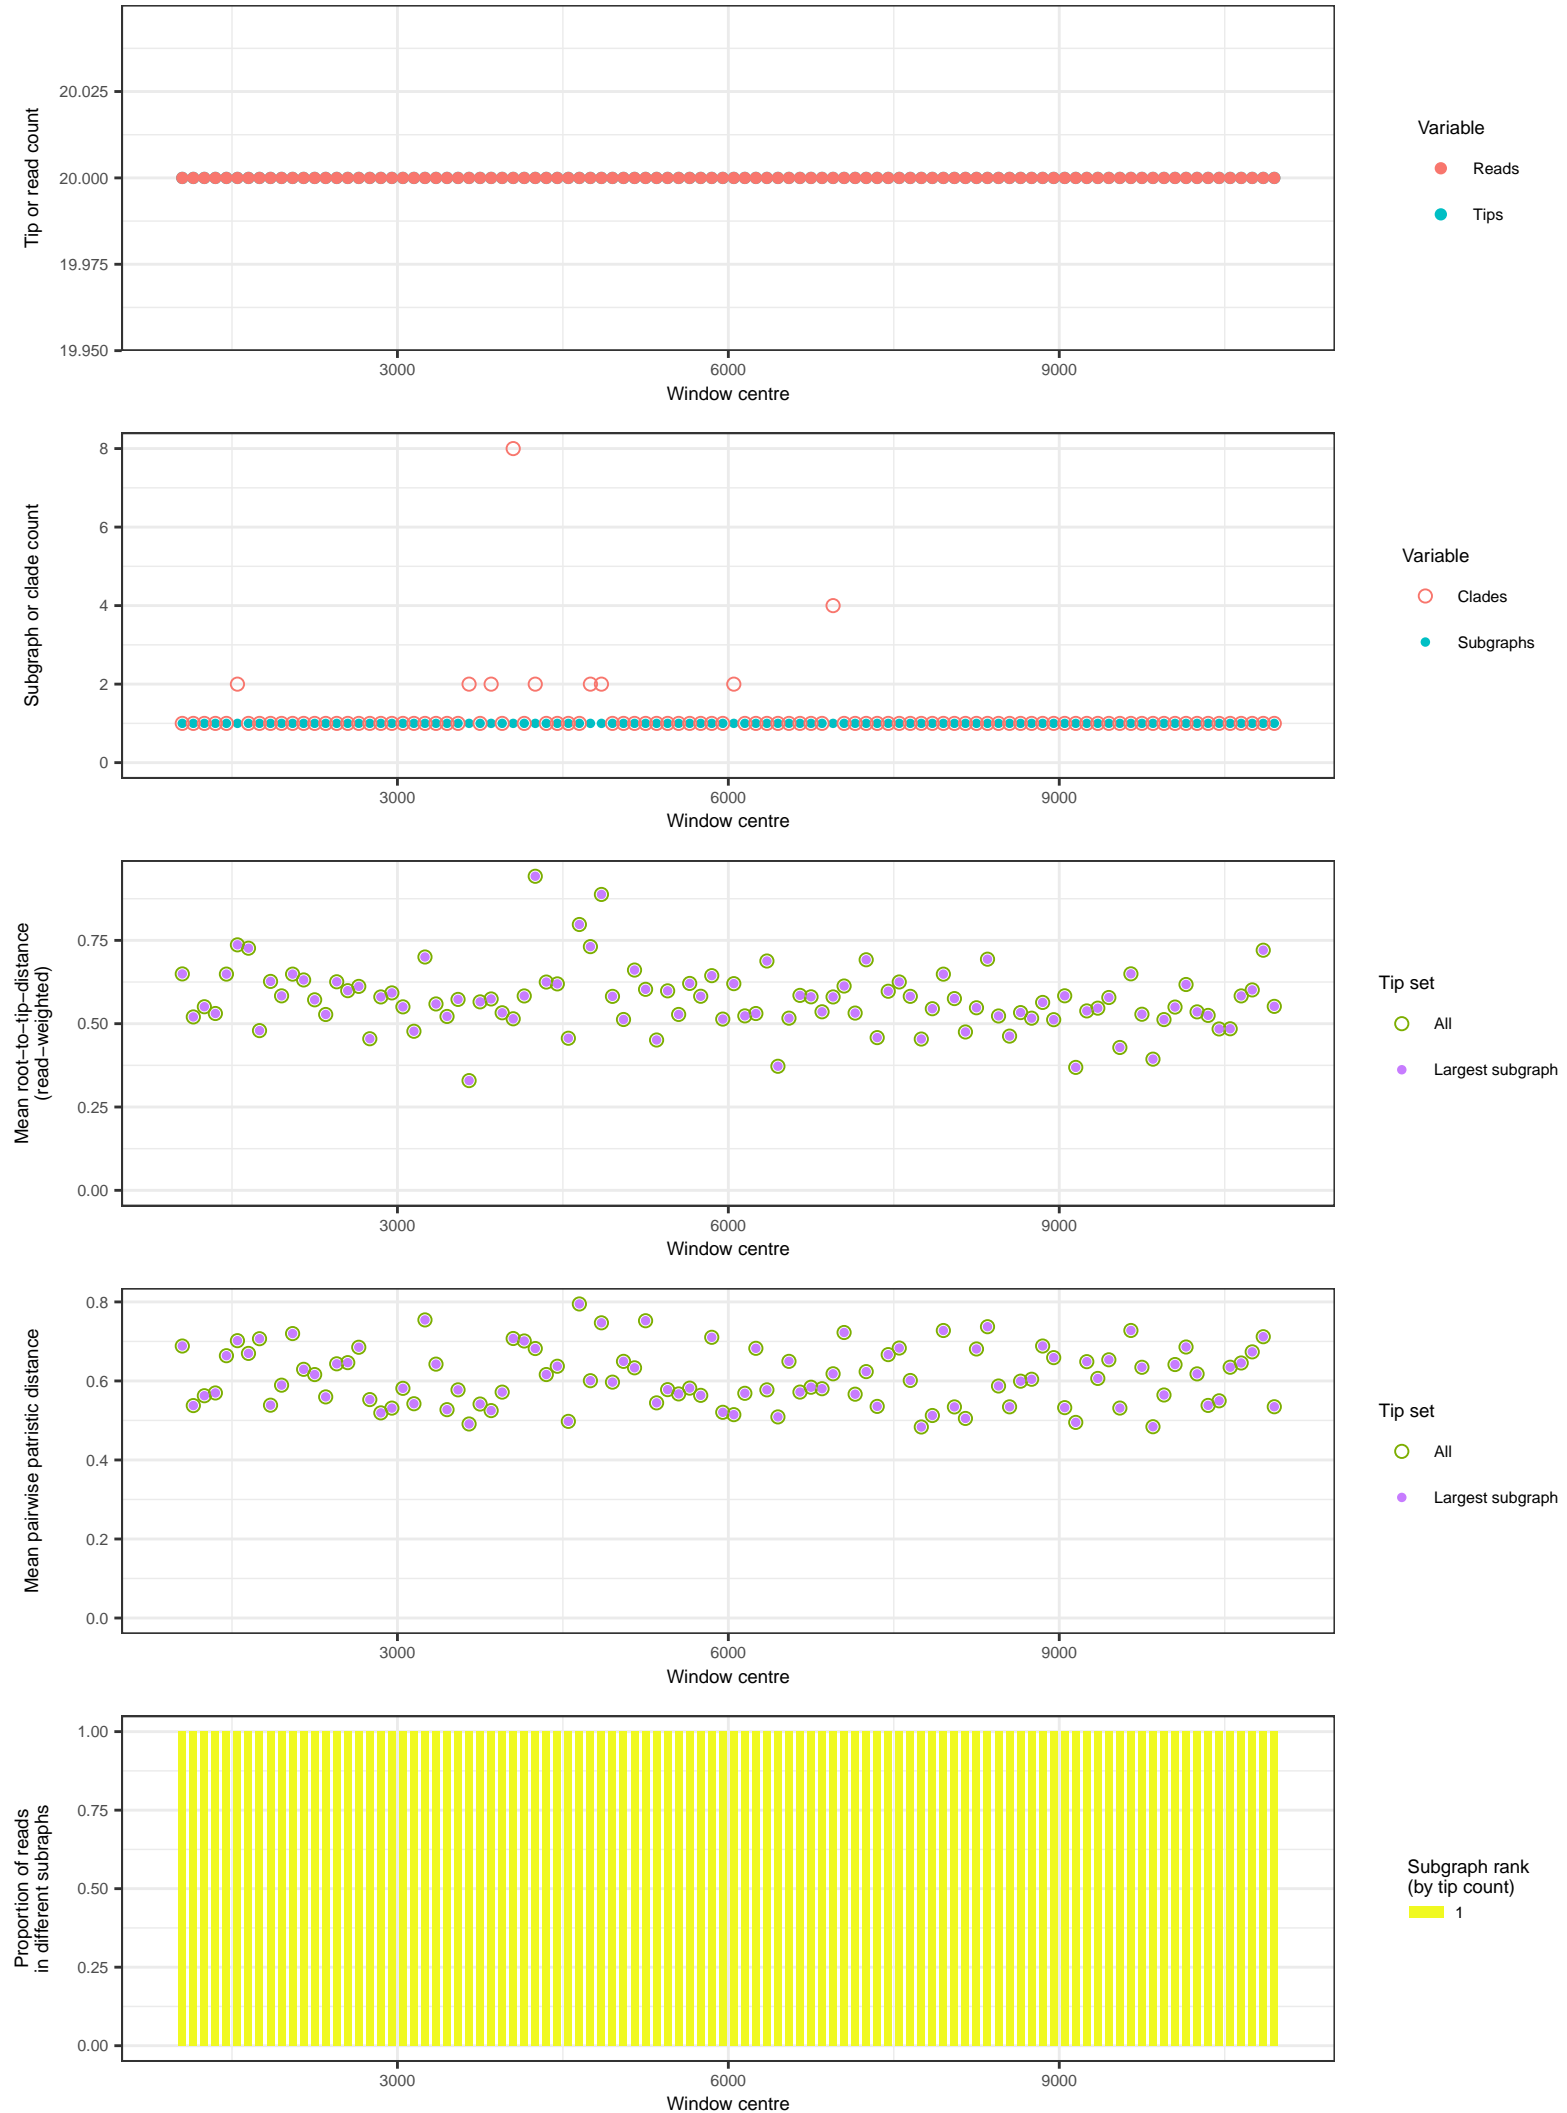 20.025
20.000
19.975
19.950
Tip or read count
3000
6000
9000
Window centre
Variable
Reads
Tips
8
6
4
2
0
Subgraph or clade count
3000
6000
9000
Window centre
Variable
Clades
Subgraphs
0.75
0.50
0.25
0.00
Mean root−to−tip−distance
(read−weighted)
3000
6000
9000
Window centre
Tip set
All
Largest subgraph
0.8
0.6
0.4
0.2
0.0
Mean pairwise patristic distance
3000
6000
9000
Window centre
Tip set
All
Largest subgraph
1.00
0.75
0.50
0.25
0.00
Proportion of reads
in different subraphs
3000
6000
9000
Window centre
Subgraph rank
(by tip count)
1